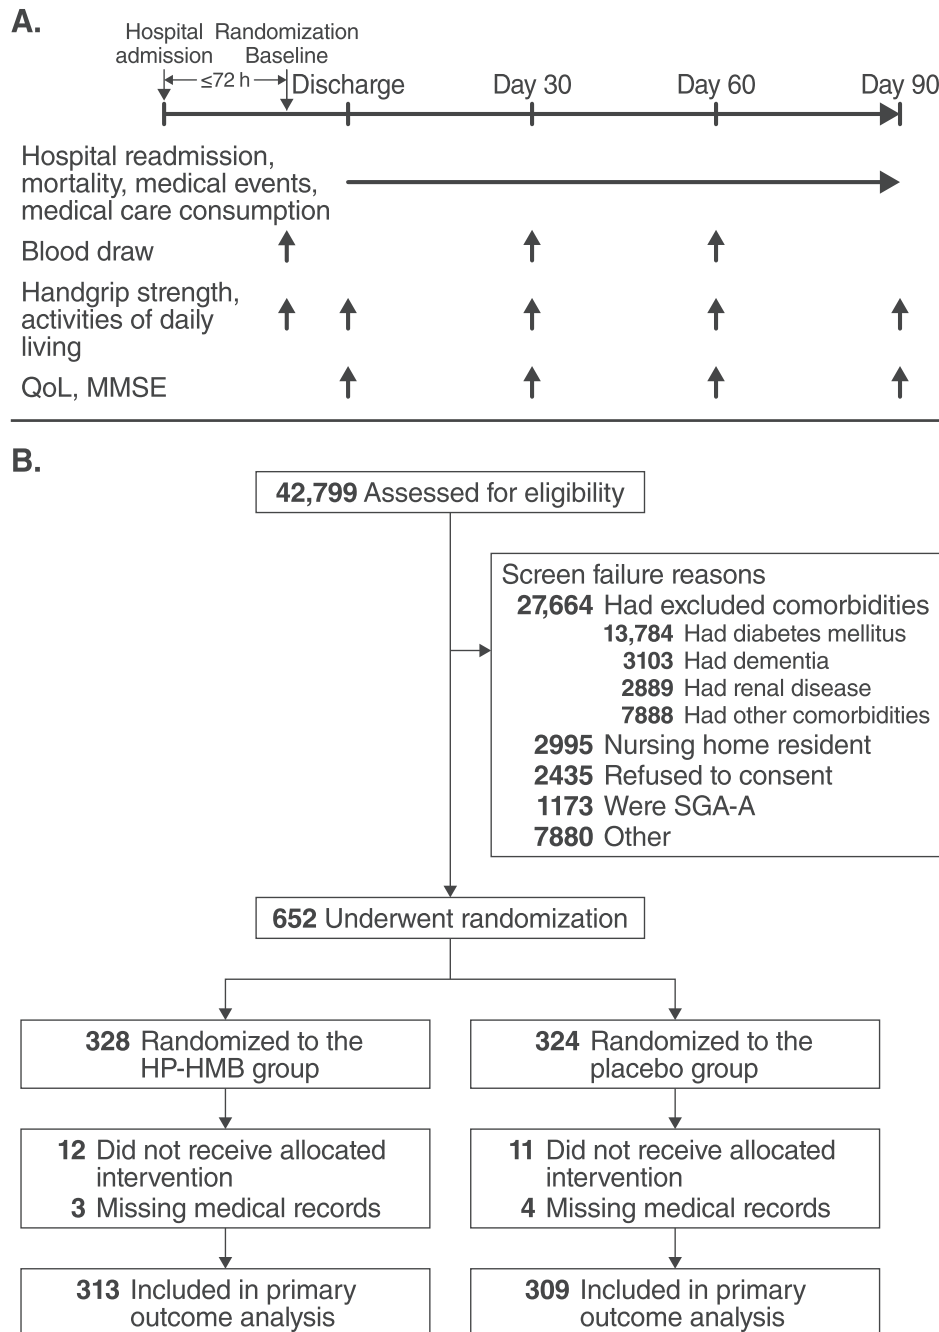 A.
Hospital admission
Randomization Baseline
≤72 h
Discharge
Day 30
Day 60
Day 90
Hospital readmission,
mortality, medical events,
medical care consumption
Blood draw
Handgrip strength,
activities of daily
living
QoL, MMSE
B.
42,799 Assessed for eligibility
Screen failure reasons
27,664 Had excluded comorbidities
13,784 Had diabetes mellitus
3103 Had dementia
2889 Had renal disease
7888 Had other comorbidities
2995 Nursing home resident
2435 Refused to consent
1173 Were SGA-A
7880 Other
652 Underwent randomization
328 Randomized to the
HP-HMB group
324 Randomized to the
placebo group
12 Did not receive allocated
intervention
3 Missing medical records
11 Did not receive allocated
intervention
4 Missing medical records
313 Included in primary
outcome analysis
309 Included in primary
outcome analysis